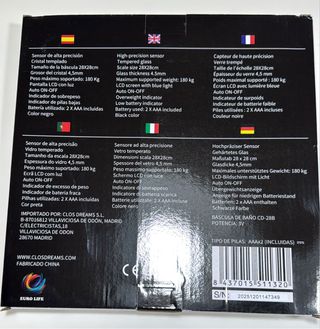 Sensor de alta precisión
Cristal templado
Tamaño de la báscula 28X28cm
Grosor del cristal 4,5mm
Peso máximo soportado: 180 Kg
Pantalla LCD con luz
Auto ON-OFF
Indicador de sobrepeso
Indicador de pilas bajas
Batería utilizada: 2 X AAA incluidas
Color negro
High precision sensor
Tempered glass
Scale size 28X28cm
Glass thickness 4.5mm
Maximum supported weight: 180 kg
LCD screen with blue light
Auto ON-OFF
Overweight indicator
Low battery indicator
Battery used: 2 X AAA included
Black color
Capteur de haute précision
Verre trempé
Taille de l'échelle 28X28cm
Épaisseur du verre 4,5 mm
Poids maximum supporté : 180 kg
Écran LCD avec lumière bleue
Auto ON-OFF
Indicateur de surpoids
Indicateur de batterie faible
Piles utilisées : 2 X AAA incluses
Couleur noire
Sensor de alta precisão
Vidro temperado
Tamanho da escala 28X28cm
Espessura do vidro 4,5 mm
Peso máximo suportado: 180 kg
Tela LCD com luz azul
Auto ON-OFF
Indicador de excesso de peso
Indicador de bateria fraca
Pilhas utilizadas: 2 X AAA incluídas
Cor preta
Sensore ad alta precisione
Vetro temperato
Dimensioni scala 28X28cm
Spessore del vetro 4,5 mm
Peso massimo supportato: 180 kg
Schermo LCD con luce blu
Auto ON-OFF
Indicatore di sovrappeso
Indicatore di batteria scarica
Batteria utilizzata: 2 X AAA incluse
Colore nero
Hochpräziser Sensor
Gehärtetes Glas
Maßstab 28 x 28 cm
Glasdicke 4,5mm
Maximales unterstütztes Gewicht: 180 kg
LCD-Bildschirm mit Licht
Auto ON-OFF
Übergewichtsanzeige
Anzeige für niedrigen Batteriestand
Batterien: 2 x AAA enthalten
Schwarze Farbe
IMPORTADO POR: CLOS DREAMS S.L.
B-87016812 VILLAVICIOSA DE ODON, MADRID
C/ELECTRICISTAS,18
VILLAVICIOSA DE ODON
28670 MADRID
WWW.CLOSDREAMS.COM
FABRICADO CHINA
BÁSCULA DE BAÑO CD-28B
POTENCIA: 3V
TIPO DE PILAS: AAAx2 (INCLUIDAS)
CE
EURO LIFE
8 437015 511320
S/N: 20251201147349